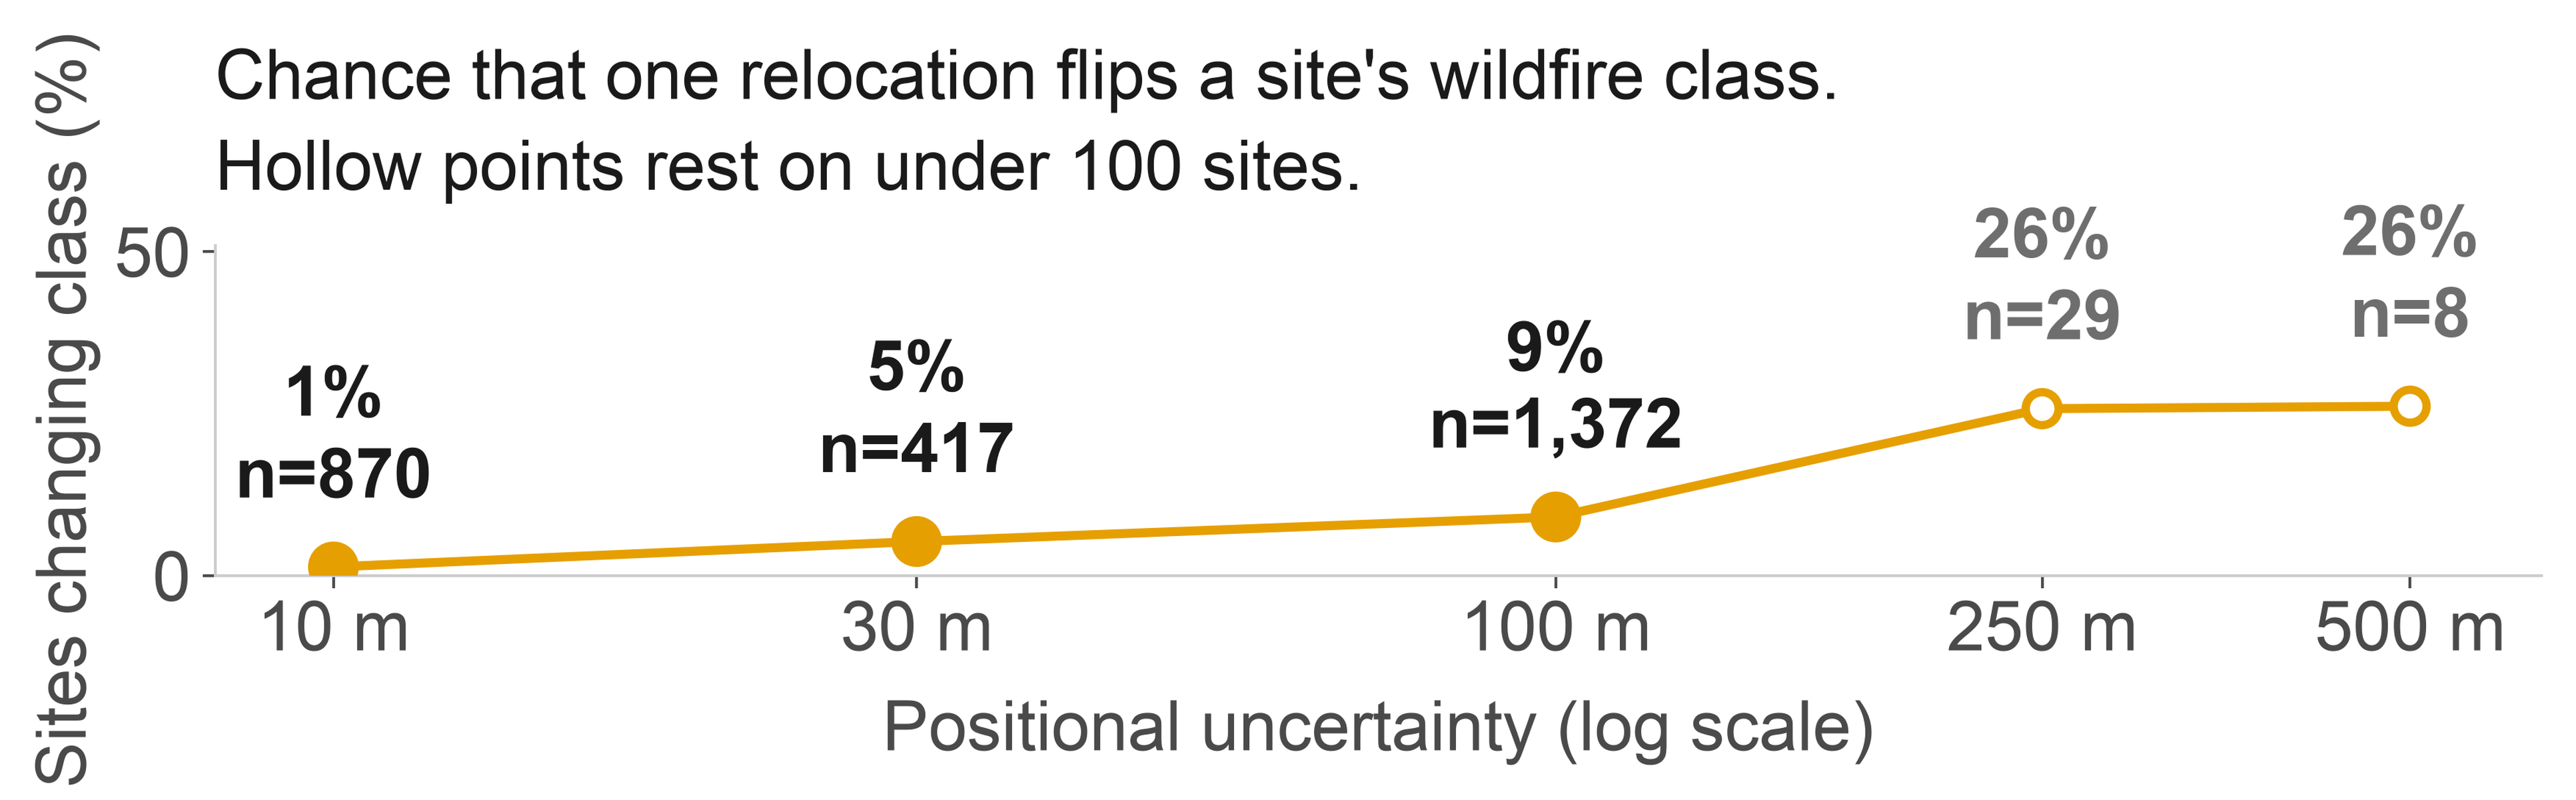 Chance that one relocation flips a site's wildfire class.
Hollow points rest on under 100 sites.
Sites changing class (%)
50
0
1%
n=870
5%
n=417
9%
n=1,372
26%
n=29
26%
n=8
10 m
30 m
100 m
250 m
500 m
Positional uncertainty (log scale)